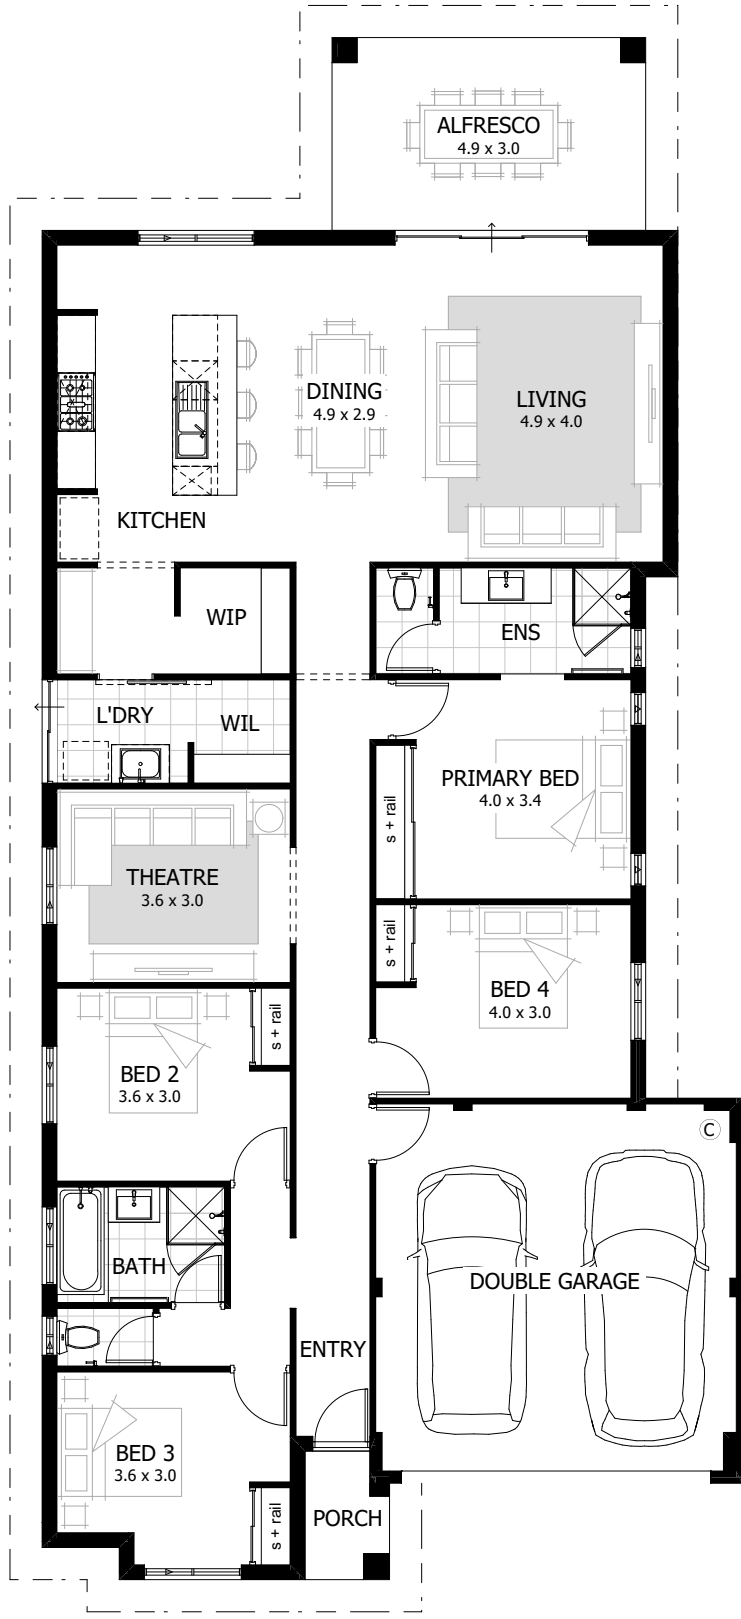 ALFRESCO
4.9 x 3.0
DINING
4.9 x 2.9
LIVING
4.9 x 4.0
KITCHEN
WIP
ENS
L'DRY
WIL
PRIMARY BED
4.0 x 3.4
s + rail
THEATRE
3.6 x 3.0
s + rail
BED 4
4.0 x 3.0
s + rail
BED 2
3.6 x 3.0
C
BATH
DOUBLE GARAGE
ENTRY
BED 3
3.6 x 3.0
s + rail
PORCH